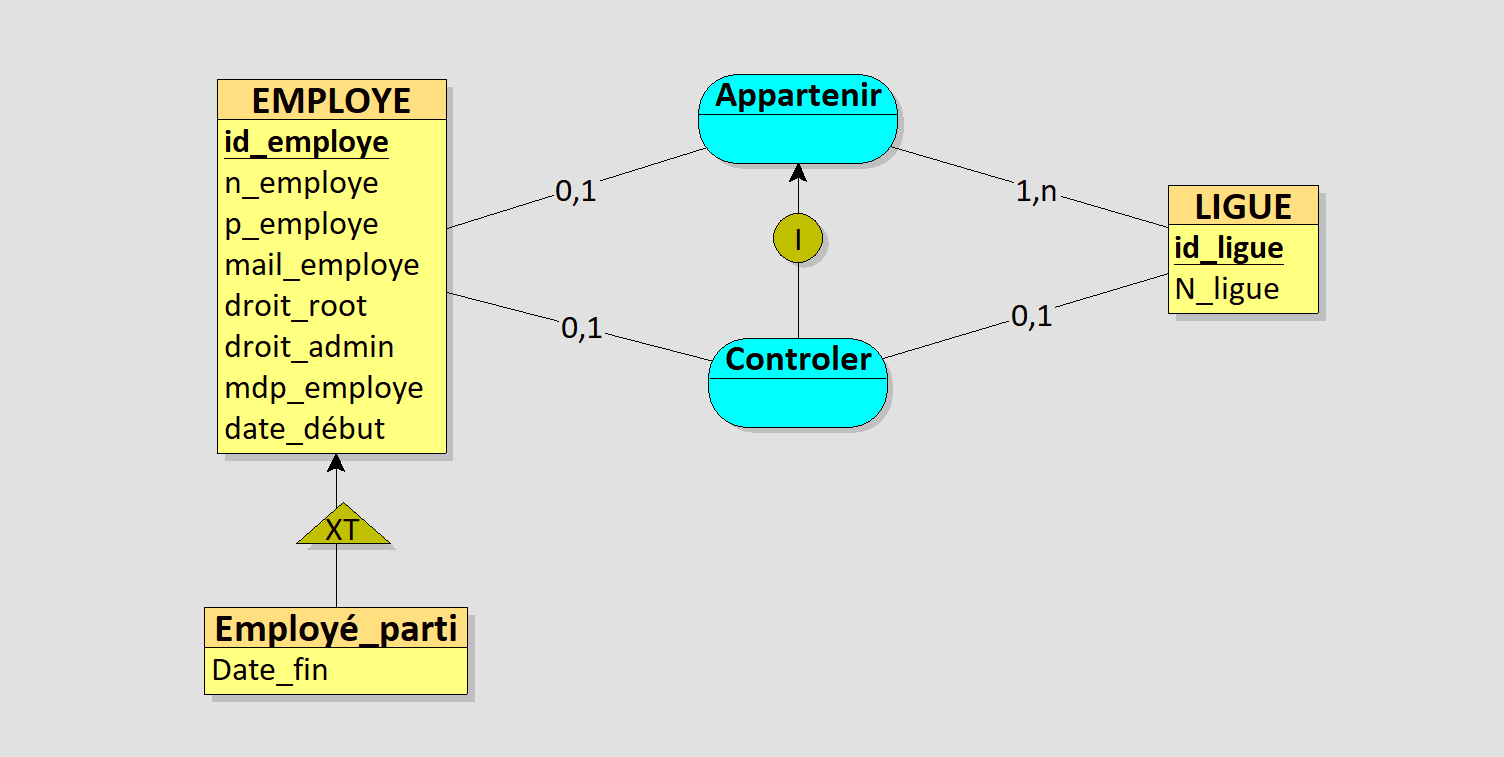 EMPLOYE
id_employe
n_employe
p_employe
mail_employe
droit_root
droit_admin
mdp_employe
date_début
XT
Employé_parti
Date_fin
0,1
0,1
Appartenir
I
Controler
1,n
0,1
LIGUE
id_ligue
N_ligue